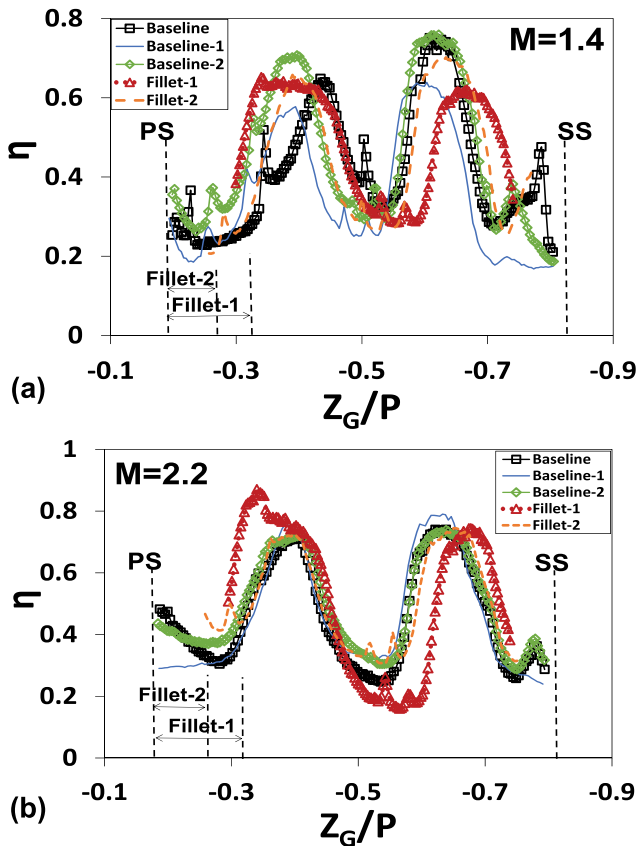 0.8
0.6
0.4
0.2
0
η
Baseline
Baseline-1
Baseline-2
Fillet-1
Fillet-2
M=1.4
PS
SS
Fillet-2
Fillet-1
-0.1
-0.3
-0.5
-0.7
-0.9
(a)
Z_G/P
1
0.8
0.6
0.4
0.2
0
η
M=2.2
Baseline
Baseline-1
Baseline-2
Fillet-1
Fillet-2
PS
SS
Fillet-2
Fillet-1
-0.1
-0.3
-0.5
-0.7
-0.9
(b)
Z_G/P